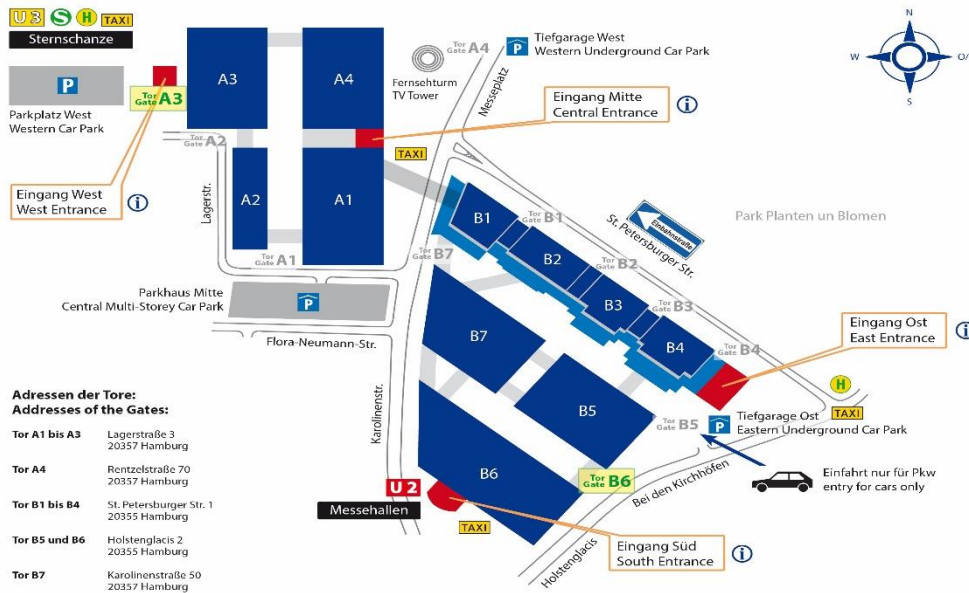 U3 S H TAXI
Sternschanze
P
Parkplatz West
Western Car Park
Tor
Gate A3
Eingang West
West Entrance
i
Tor
Gate A2
Lagerstr.
A3
A4
A2
A1
Tor
Gate A1
Fernsehturm
TV Tower
Tor
Gate A4
Messeplatz
P
Tiefgarage West
Western Underground Car Park
Eingang Mitte
Central Entrance
i
TAXI
N
W
O/
S
Parkhaus Mitte
Central Multi-Storey Car Park
P
Flora-Neumann-Str.
Karolinenstr.
B1
Tor
Gate B1
B2
Tor
Gate B2
B3
Tor
Gate B3
B4
Tor
Gate B4
Einbahnstraße
St. Petersburger Str.
Park Planten un Blomen
Tor
Gate B7
B7
B5
B6
Eingang Ost
East Entrance
i
H
TAXI
Tor
Gate B5
P
Tiefgarage Ost
Eastern Underground Car Park
Tor
Gate B6
Bei den Kirchhöfen
Einfahrt nur für Pkw
entry for cars only
U2
Messehallen
TAXI
Eingang Süd
South Entrance
i
Holstenglacis
Adressen der Tore:
Addresses of the Gates:
Tor A1 bis A3 Lagerstraße 3
20357 Hamburg
Tor A4 Rentzelstraße 70
20357 Hamburg
Tor B1 bis B4 St. Petersburger Str. 1
20355 Hamburg
Tor B5 und B6 Holstenglacis 2
20355 Hamburg
Tor B7 Karolinenstraße 50
20357 Hamburg